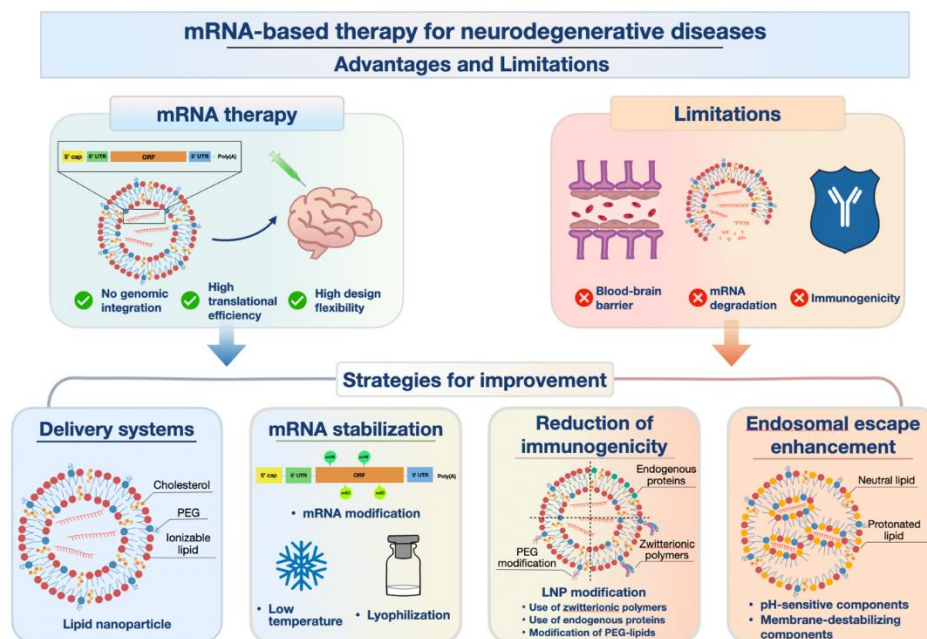 mRNA-based therapy for neurodegenerative diseases
Advantages and Limitations
mRNA therapy
5' cap
5' UTR
ORF
3' UTR
Poly(A)
No genomic
integration
High
translational
efficiency
High design
flexibility
Limitations
Blood-brain
barrier
mRNA
degradation
Immunogenicity
Strategies for improvement
Delivery systems
Cholesterol
PEG
Ionizable
lipid
Lipid nanoparticle
mRNA stabilization
5' cap
5' UTR
ORF
3' UTR
Poly(A)
• mRNA modification
• Low
temperature
• Lyophilization
Reduction of
immunogenicity
Endogenous
proteins
PEG
modification
Zwitterionic
polymers
LNP modification
• Use of zwitterionic polymers
• Use of endogenous proteins
• Modification of PEG-lipids
Endosomal escape
enhancement
Neutral lipid
Protonated
lipid
• pH-sensitive components
• Membrane-destabilizing
components